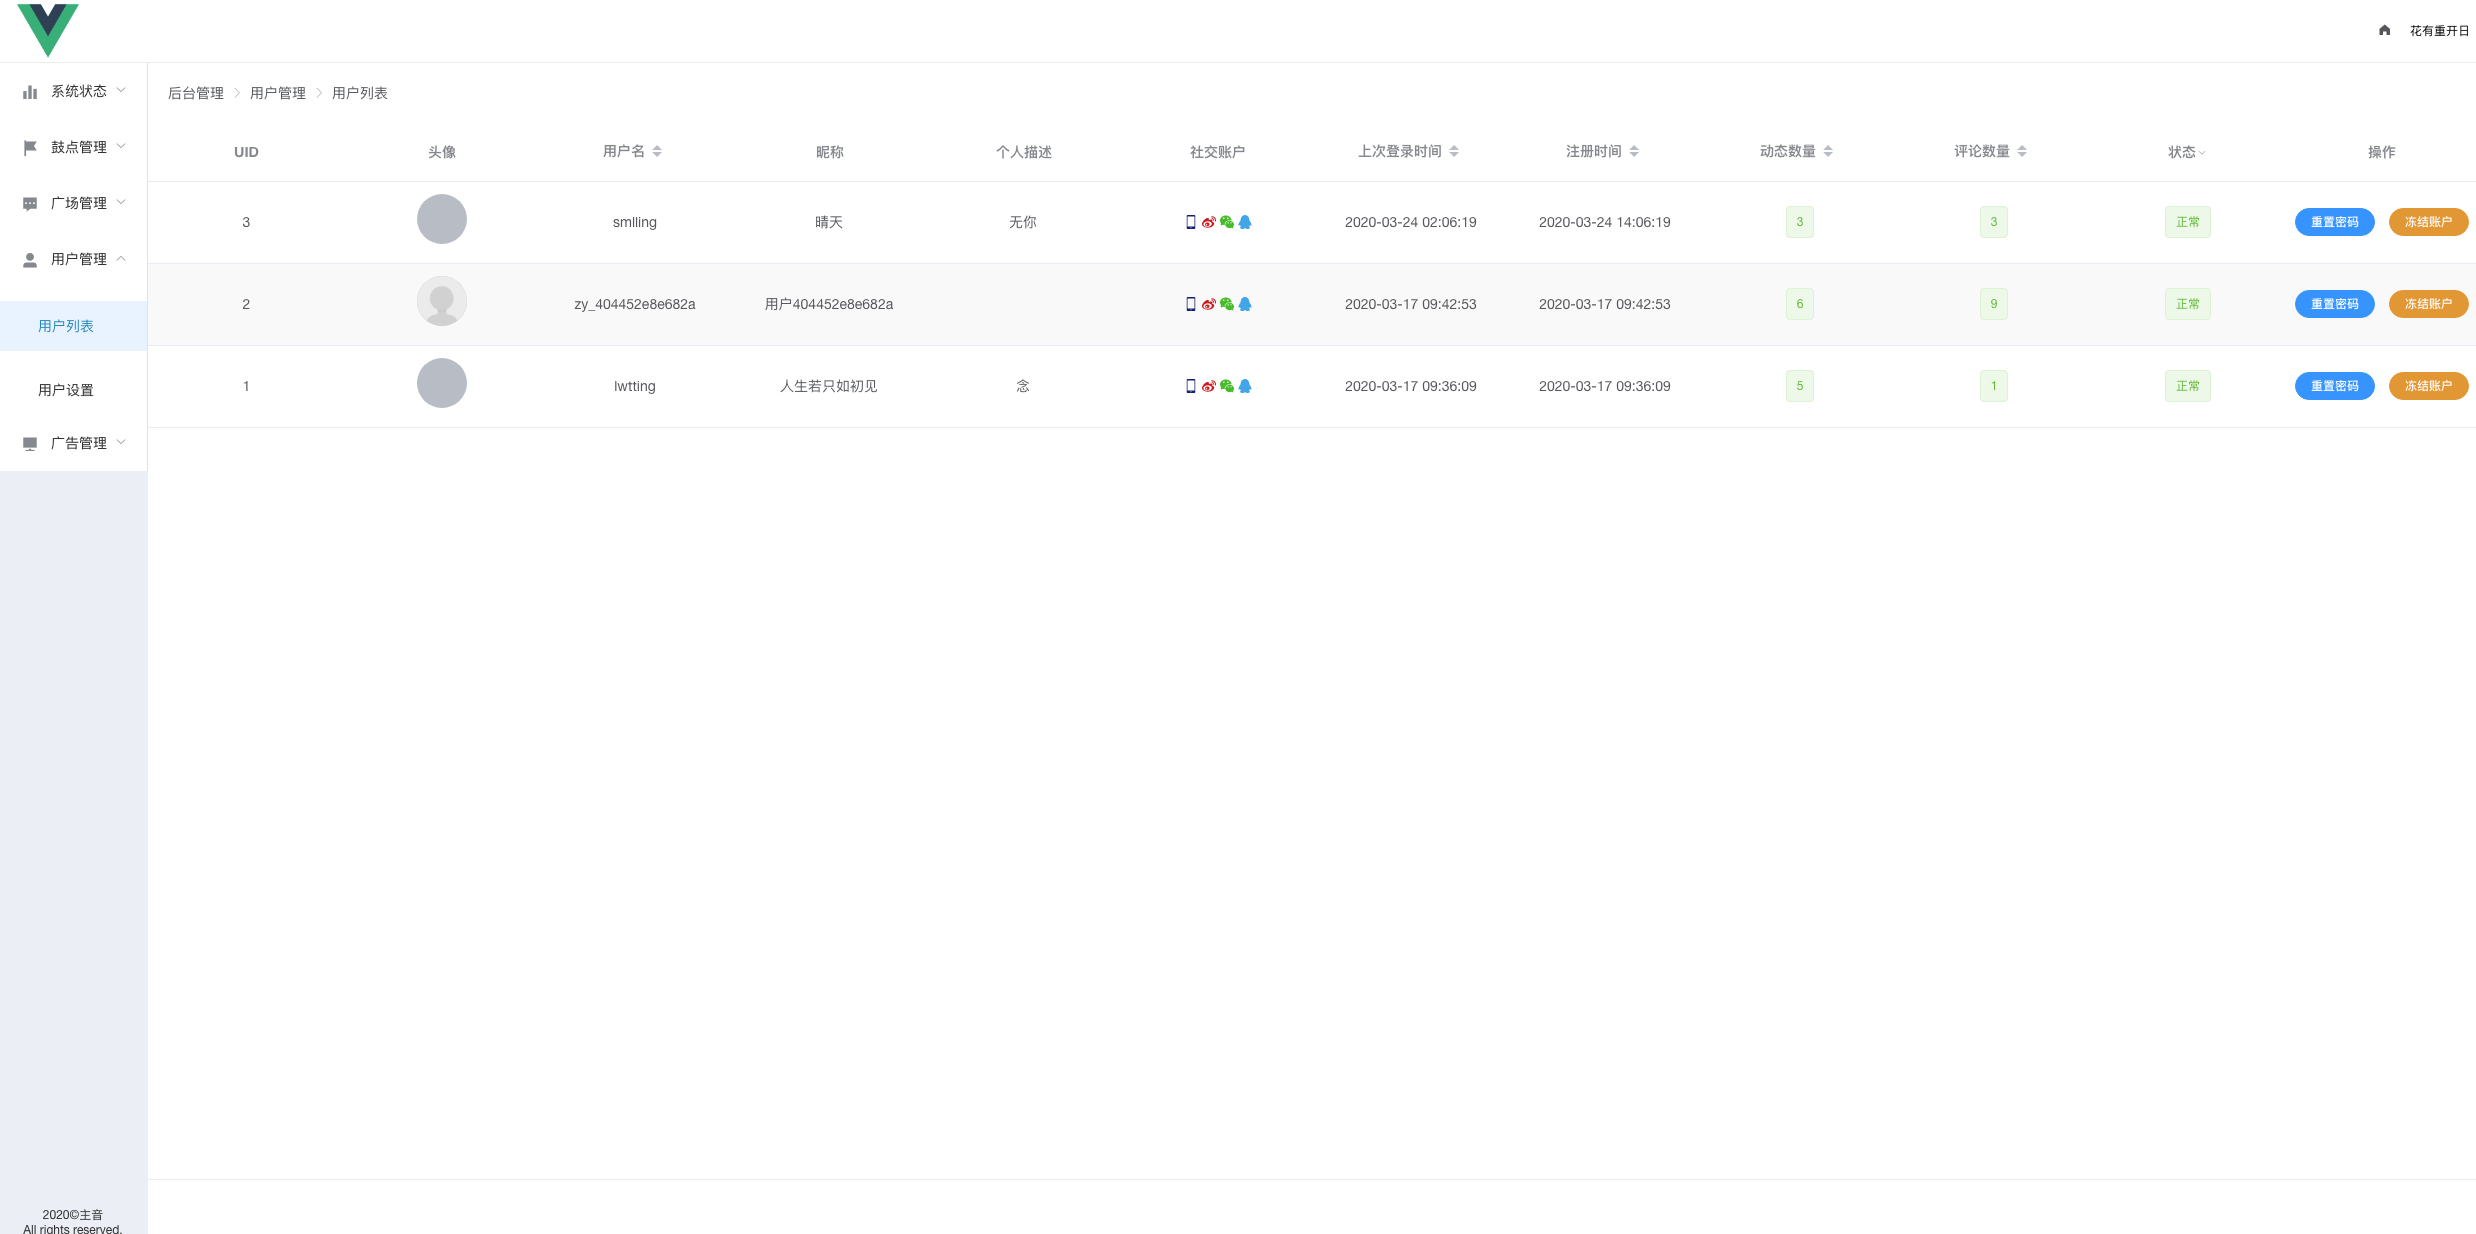 花有重开日
系统状态
鼓点管理
广场管理
用户管理
用户列表
用户设置
广告管理
2020©主音
All rights reserved.
后台管理 用户管理 用户列表
UID 头像 用户名 昵称 个人描述 社交账户 上次登录时间 注册时间 动态数量 评论数量 状态 操作
3 smlling 晴天 无你 2020-03-24 02:06:19 2020-03-24 14:06:19 3 3 正常 重置密码 冻结账户
2 zy_404452e8e682a 用户404452e8e682a 2020-03-17 09:42:53 2020-03-17 09:42:53 6 9 正常 重置密码 冻结账户
1 lwtting 人生若只如初见 念 2020-03-17 09:36:09 2020-03-17 09:36:09 5 1 正常 重置密码 冻结账户